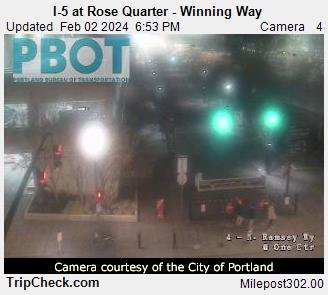 I-5 at Rose Quarter - Winning Way
Updated Feb 02 2024 6:53 PM Camera 4
PBOT
PORTLAND BUREAU OF TRANSPORTATION
4 - N. Ramsey Wy
@ One Ctr
Camera courtesy of the City of Portland
TripCheck.com Milepost302.00